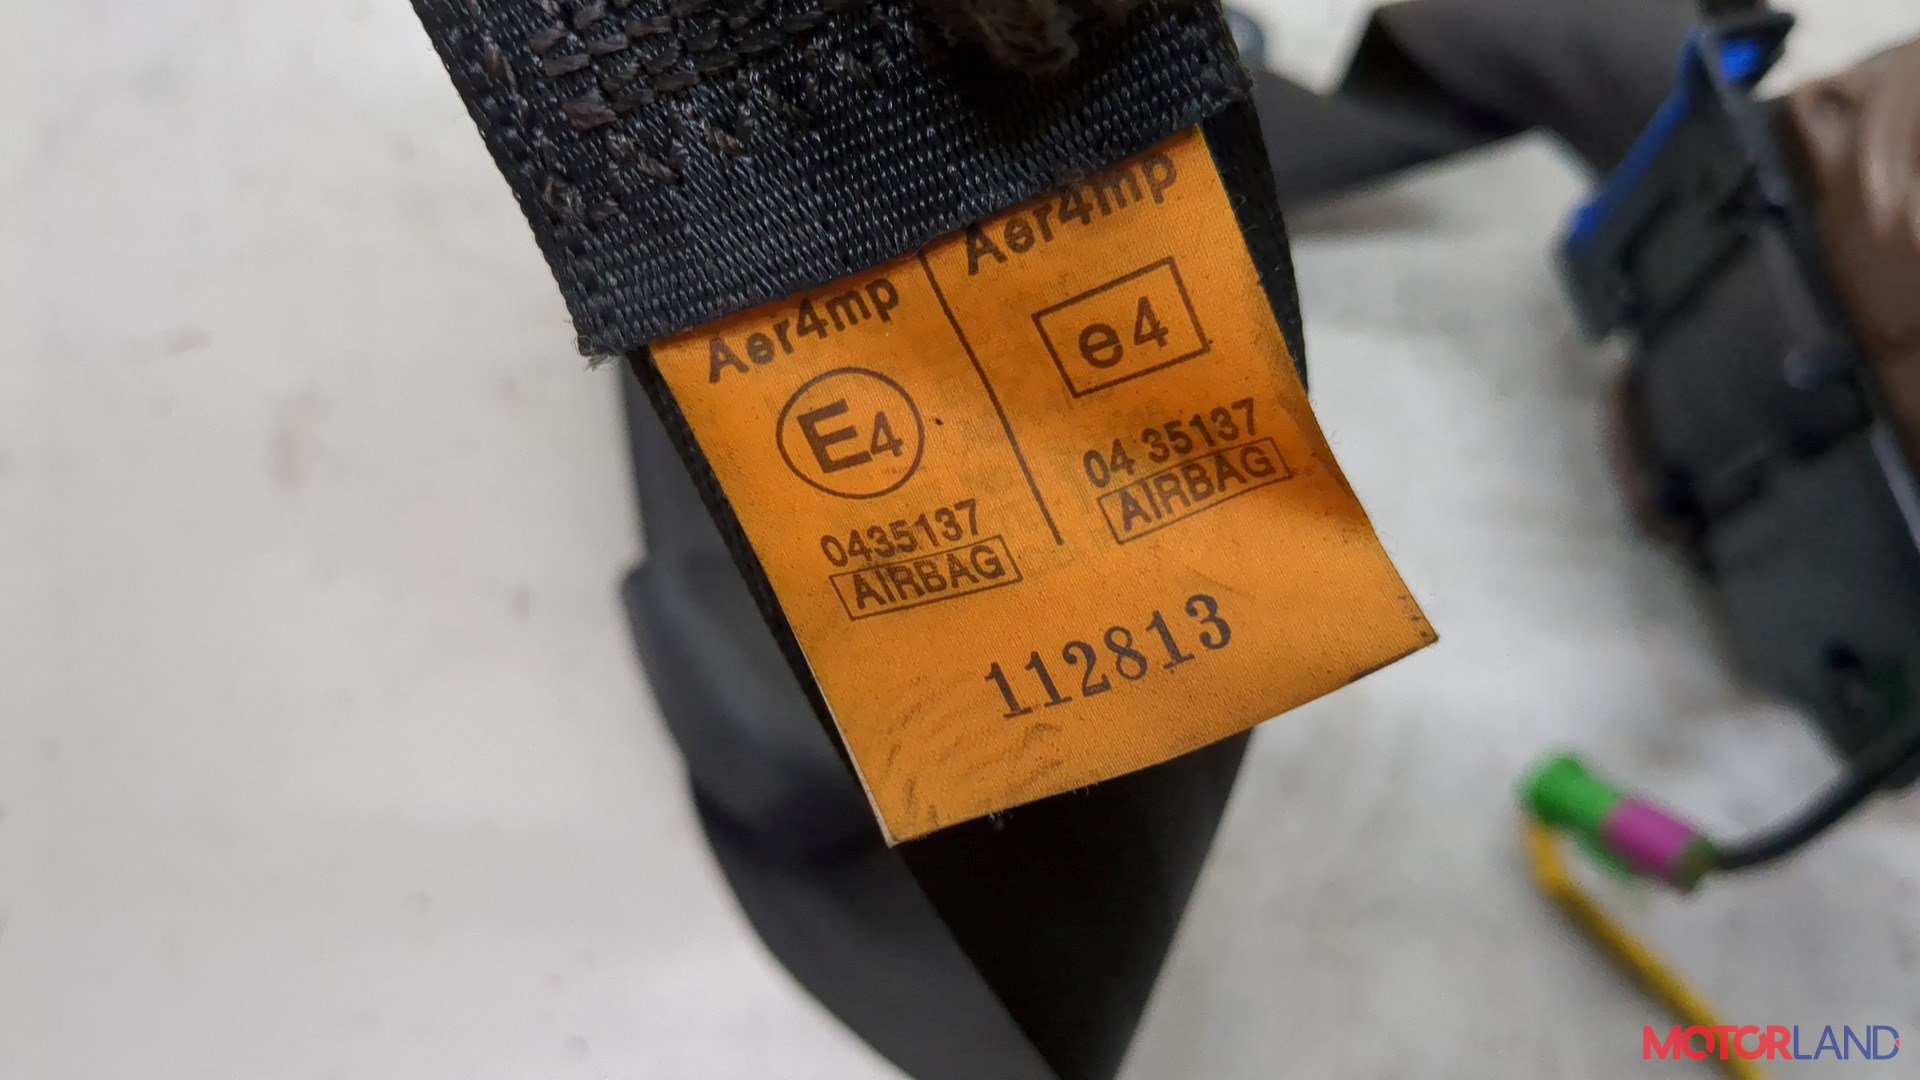 Aer4mp
E4
0435137
AIRBAG
Aer4mp
e4
04 35137
AIRBAG
112813
MOTORLAND